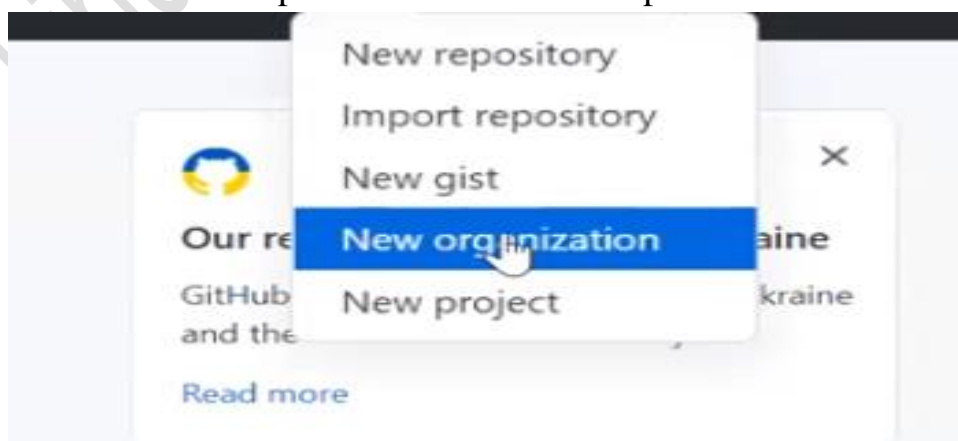 New repository
Import repository
New gist
New organization
New project
Our re aine
GitHub kraine
and the y
Read more